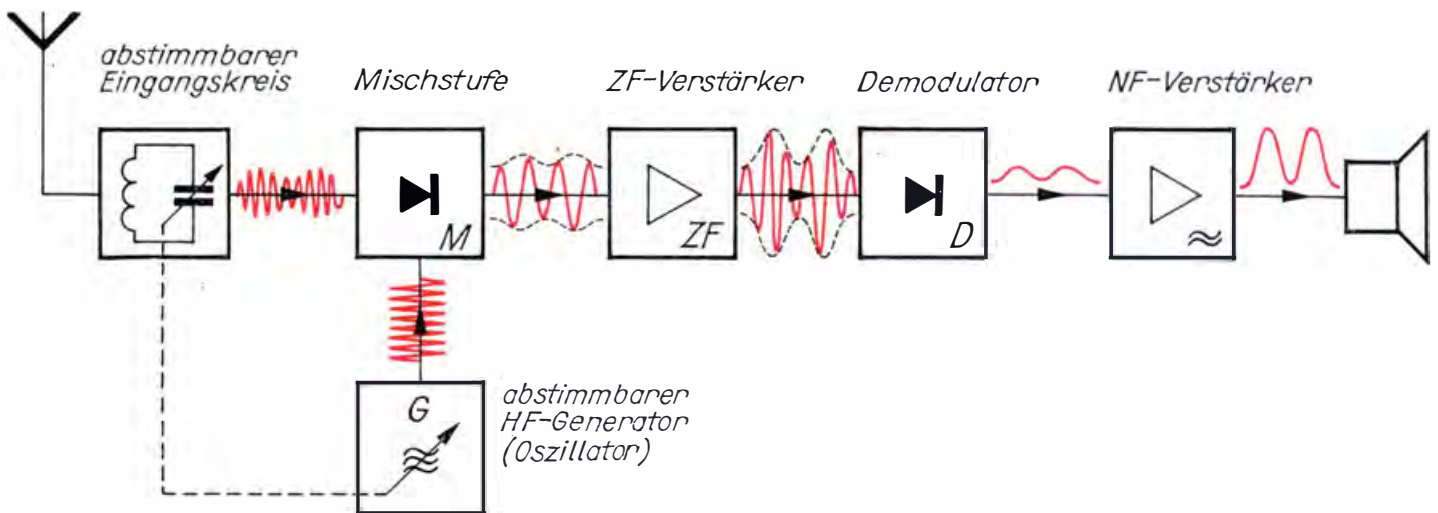 abstimmbarer
Eingangskreis
Mischstufe
ZF-Verstärker
Demodulator
NF-Verstärker
M
ZF
D
G
abstimmbarer
HF-Generator
(Oszillator)